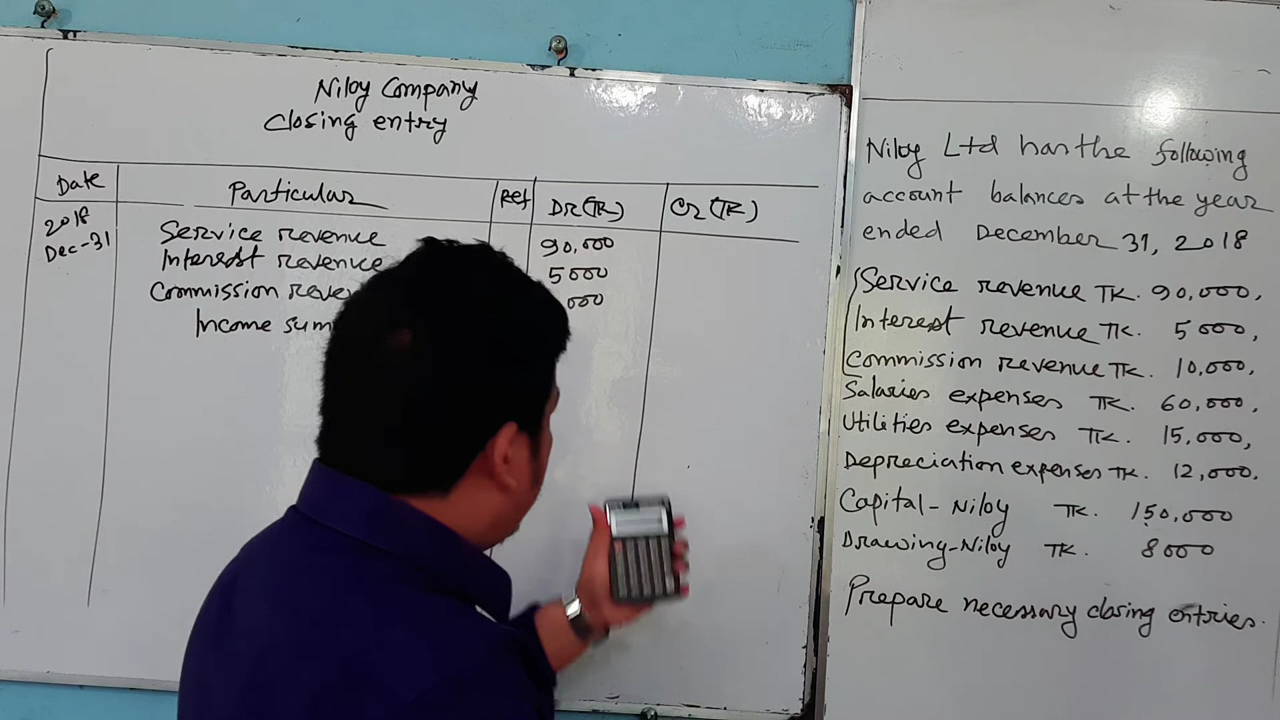 Niloy Company
Closing entry
Date Particular Ref Dr(TK) Cr(TK)
2018
Dec-31 Service revenue 90,000
Interest revenue 5000
Commission 000
Income
Niloy Ltd has the following
account balances at the year
ended December 31, 2018
Service revenue TK. 90,000,
Interest revenue TK. 5000,
Commission revenue TK. 10,000,
Salaries expenses TK. 60,000,
Utilities expenses TK. 15,000,
Depreciation expenses TK. 12,000.
Capital-Niloy TK. 150,000
Drawing-Niloy TK. 8000
Prepare necessary closing entries.